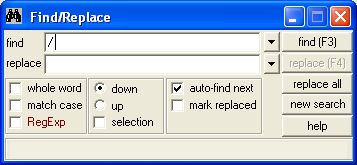 Find/Replace
find /
find (F3)
replace
replace (F4)
whole word
down
auto-find next
replace all
match case
up
mark replaced
new search
RegExp
selection
help